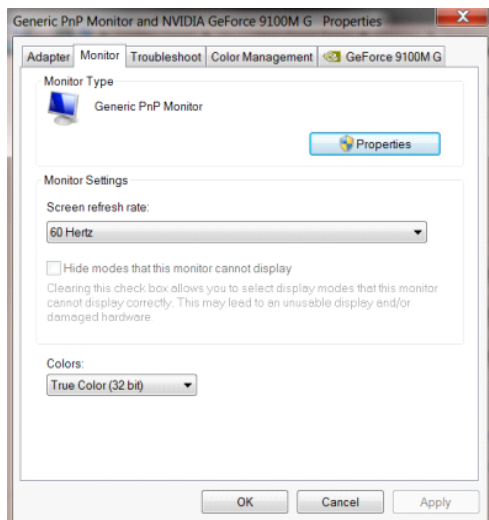 Generic PnP Monitor and NVIDIA GeForce 9100M G Properties
Adapter Monitor Troubleshoot Color Management GeForce 9100M G
Monitor Type
Generic PnP Monitor
Properties
Monitor Settings
Screen refresh rate:
60 Hertz
Hide modes that this monitor cannot display
Clearing this check box allows you to select display modes that this monitor
cannot display correctly. This may lead to an unusable display and/or
damaged hardware.
Colors:
True Color (32 bit)
OK Cancel Apply